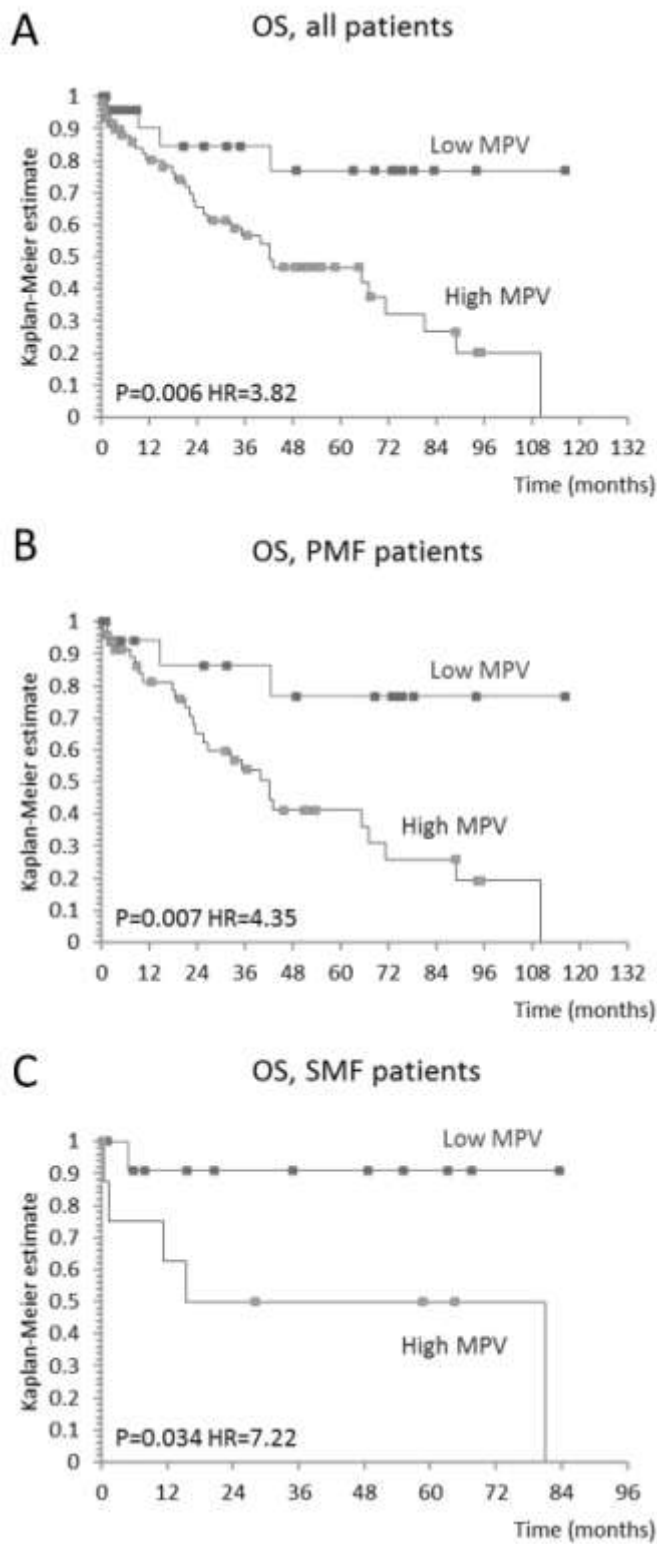 A
OS, all patients
Kaplan-Meier estimate
1
0.9
0.8
0.7
0.6
0.5
0.4
0.3
0.2
0.1
0
Low MPV
High MPV
P=0.006 HR=3.82
0 12 24 36 48 60 72 84 96 108 120 132
Time (months)
B
OS, PMF patients
Kaplan-Meier estimate
1
0.9
0.8
0.7
0.6
0.5
0.4
0.3
0.2
0.1
0
Low MPV
High MPV
P=0.007 HR=4.35
0 12 24 36 48 60 72 84 96 108 120 132
Time (months)
C
OS, SMF patients
Kaplan-Meier estimate
1
0.9
0.8
0.7
0.6
0.5
0.4
0.3
0.2
0.1
0
Low MPV
High MPV
P=0.034 HR=7.22
0 12 24 36 48 60 72 84 96
Time (months)